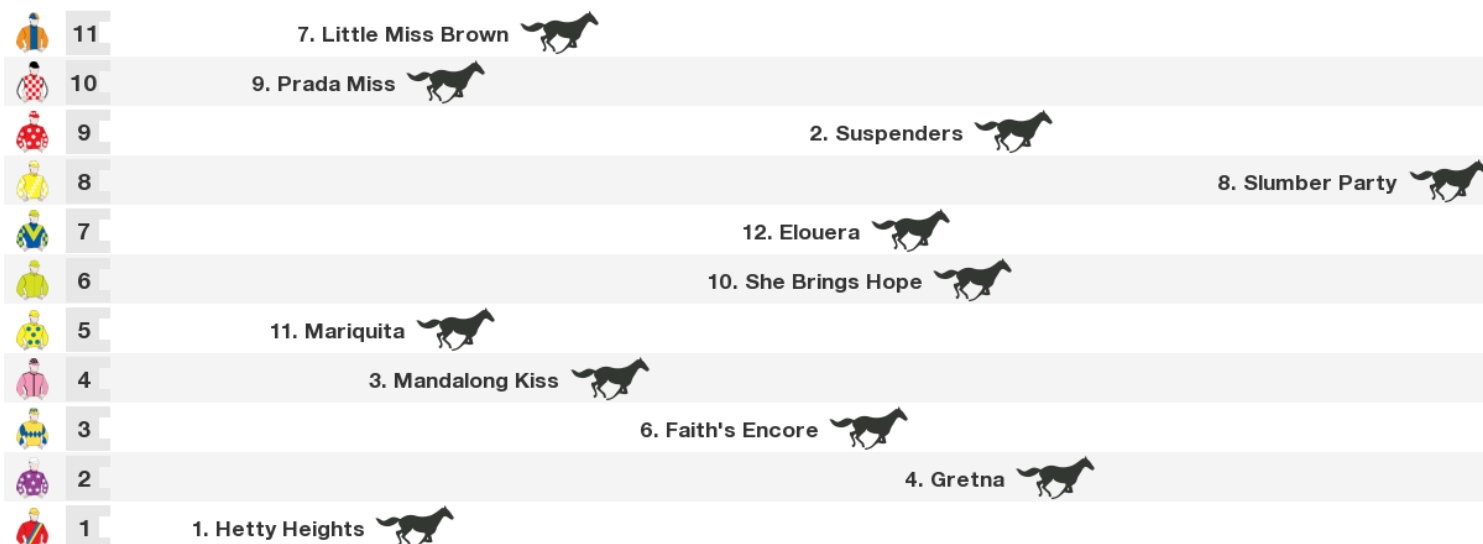 11 7. Little Miss Brown
10 9. Prada Miss
9 2. Suspenders
8 8. Slumber Party
7 12. Elouera
6 10. She Brings Hope
5 11. Mariquita
4 3. Mandalong Kiss
3 6. Faith's Encore
2 4. Gretna
1 1. Hetty Heights